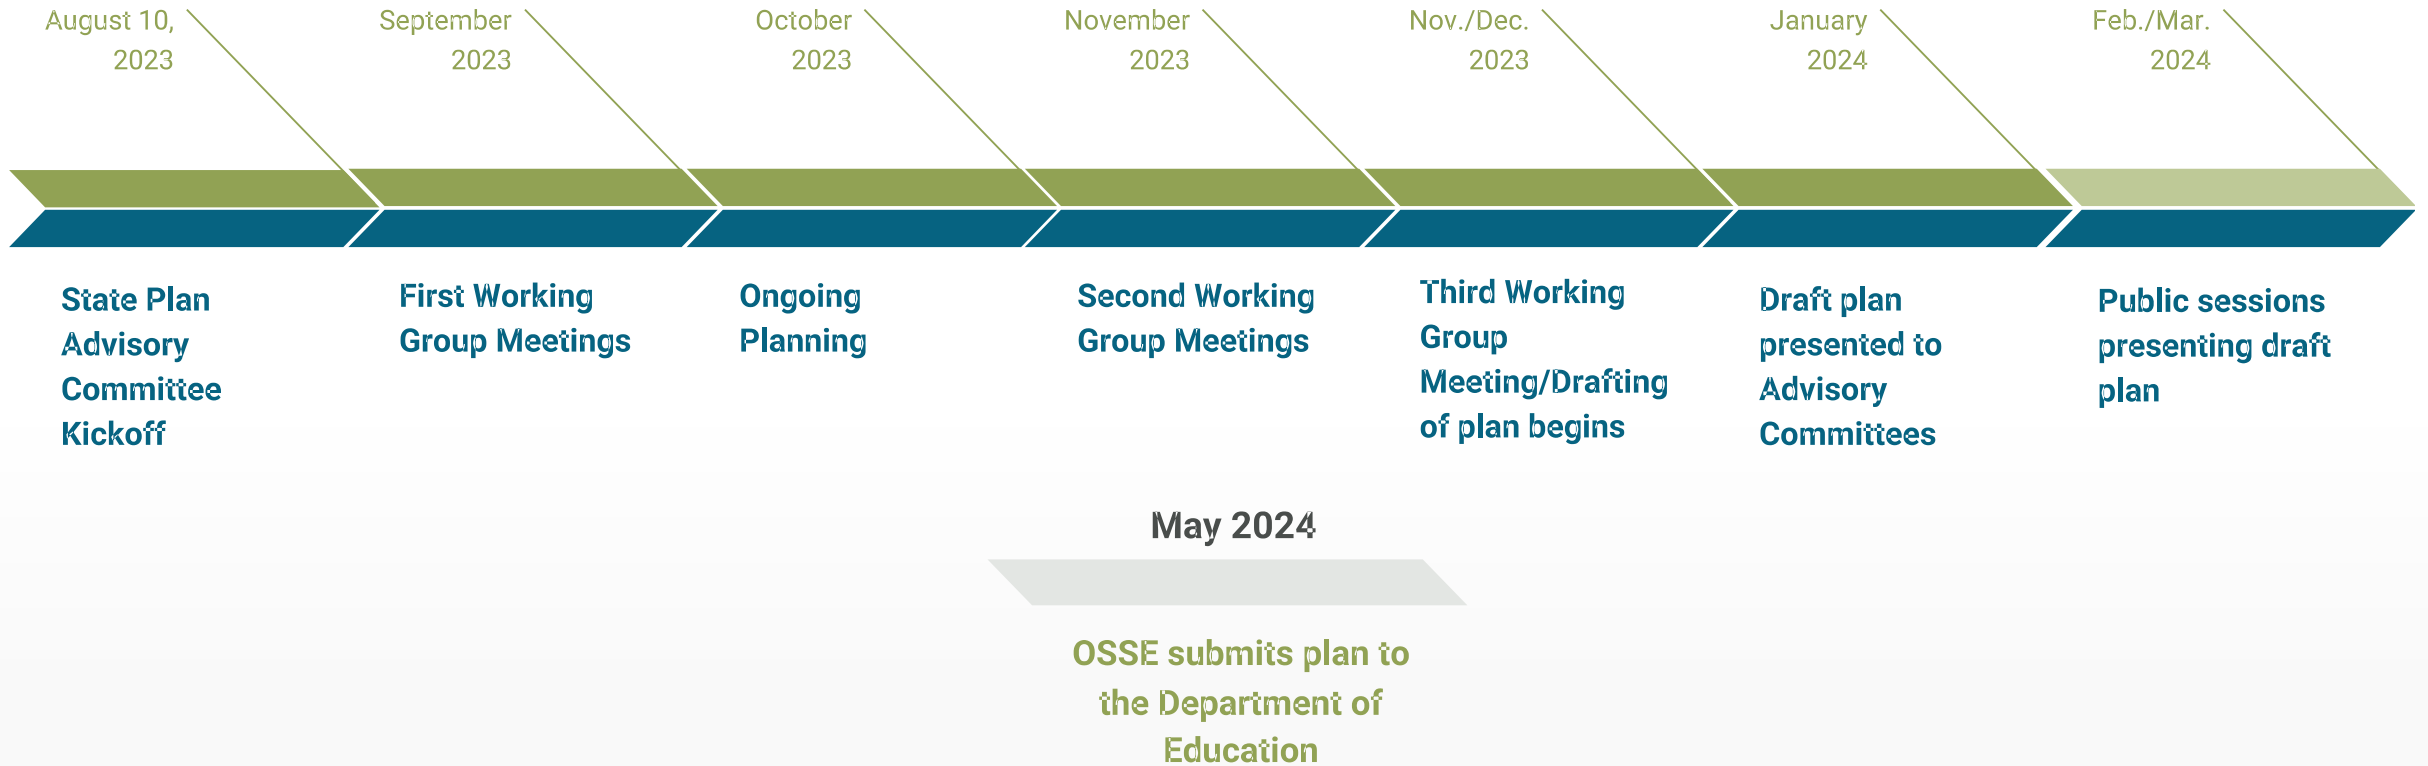 August 10,
2023
September
2023
October
2023
November
2023
Nov./Dec.
2023
January
2024
Feb./Mar.
2024
State Plan
Advisory
Committee
Kickoff
First Working
Group Meetings
Ongoing
Planning
Second Working
Group Meetings
Third Working
Group
Meeting/Drafting
of plan begins
Draft plan
presented to
Advisory
Committees
Public sessions
presenting draft
plan
May 2024
OSSE submits plan to
the Department of
Education